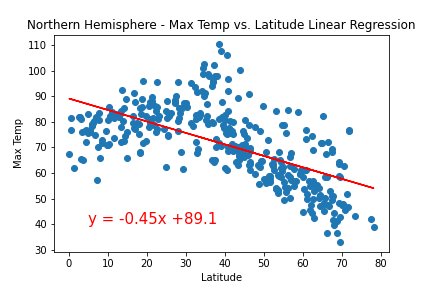 Northern Hemisphere - Max Temp vs. Latitude Linear Regression
110
100
90
80
70
60
50
40
30
Max Temp
y = -0.45x +89.1
0 10 20 30 40 50 60 70 80
Latitude